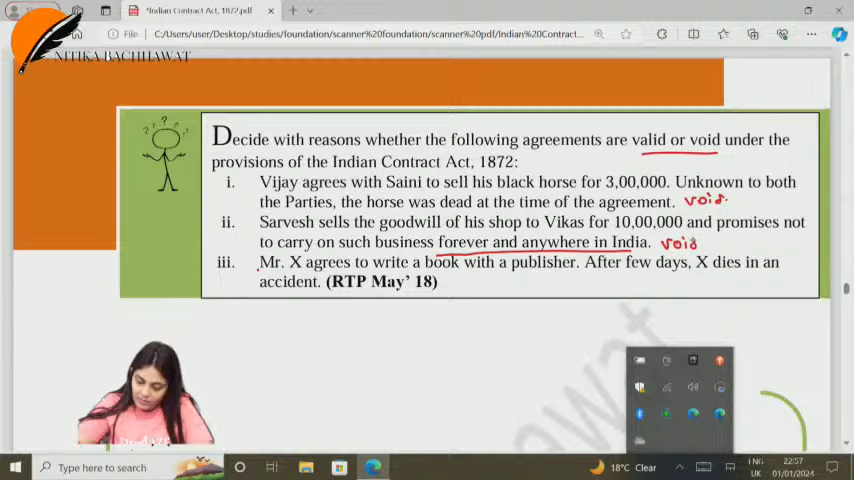 *Indian Contract Act, 1872.pdf
File
C:/Users/user/Desktop/studies/foundation/scanner%20foundation/scanner%20pdf/Indian%20Contract...
NITIKA BACHHAWAT
Decide with reasons whether the following agreements are valid or void under the
provisions of the Indian Contract Act, 1872:
i. Vijay agrees with Saini to sell his black horse for 3,00,000. Unknown to both
the Parties, the horse was dead at the time of the agreement. void.
ii. Sarvesh sells the goodwill of his shop to Vikas for 10,00,000 and promises not
to carry on such business forever and anywhere in India. void
iii. Mr. X agrees to write a book with a publisher. After few days, X dies in an
accident. (RTP May' 18)
Type here to search
18°C Clear
ENG
UK
22:57
01/01/2024